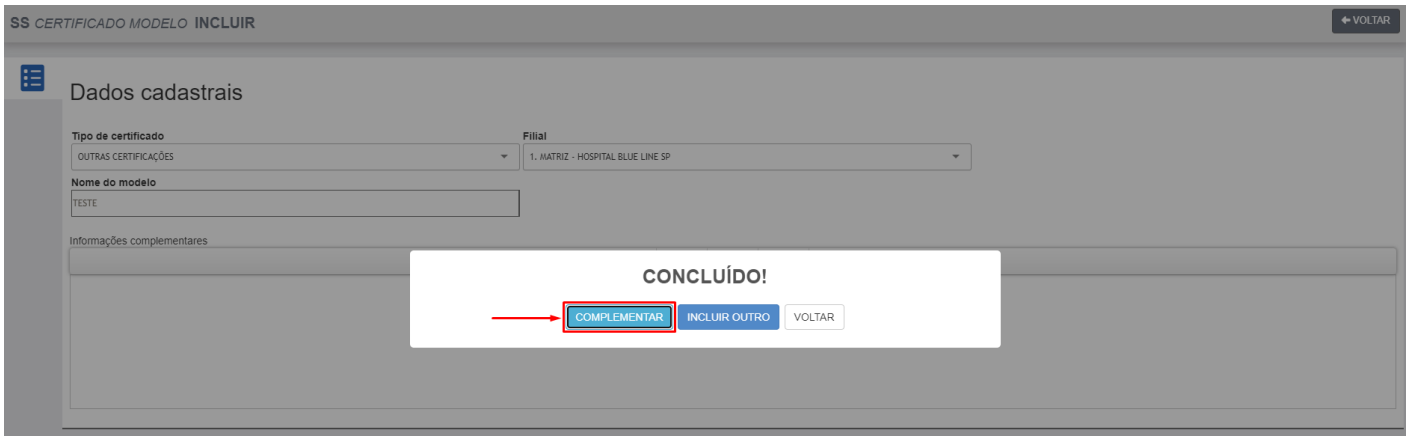 SS CERTIFICADO MODELO INCLUIR
VOLTAR
Dados cadastrais
Tipo de certificado
Filial
OUTRAS CERTIFICAÇÕES
1. MATRIZ - HOSPITAL BLUE LINE SP
Nome do modelo
TESTE
Informações complementares
CONCLUÍDO!
COMPLEMENTAR INCLUIR OUTRO VOLTAR